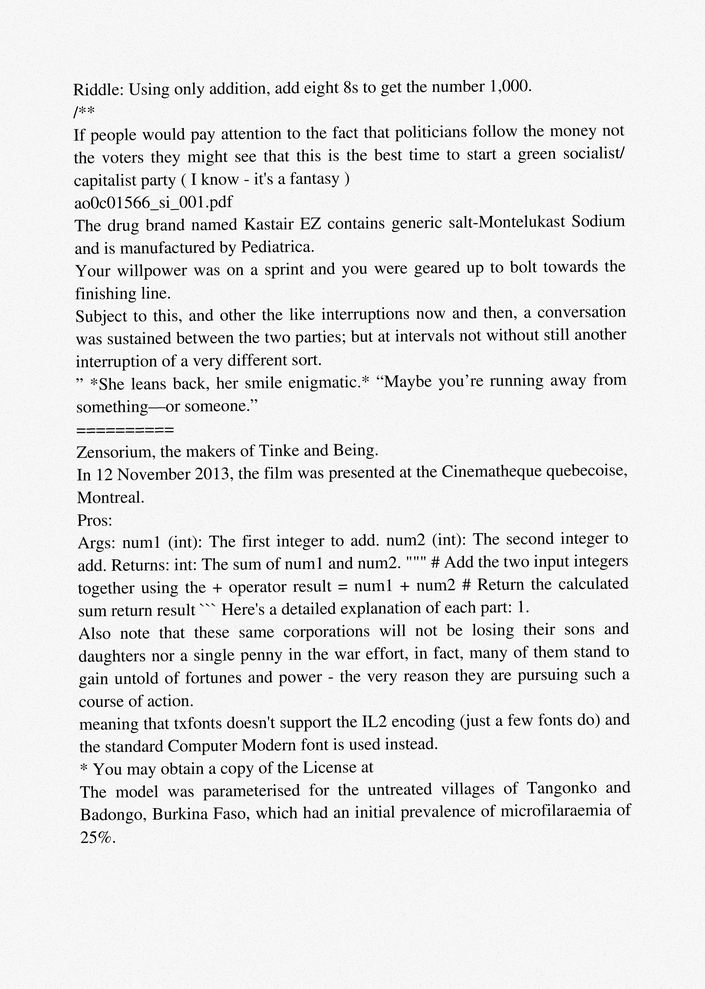 Riddle: Using only addition, add eight 8s to get the number 1,000.
/**
If people would pay attention to the fact that politicians follow the money not
the voters they might see that this is the best time to start a green socialist/
capitalist party ( I know - it's a fantasy )
ao0c01566_si_001.pdf
The drug brand named Kastair EZ contains generic salt-Montelukast Sodium
and is manufactured by Pediatrica.
Your willpower was on a sprint and you were geared up to bolt towards the
finishing line.
Subject to this, and other the like interruptions now and then, a conversation
was sustained between the two parties; but at intervals not without still another
interruption of a very different sort.
” *She leans back, her smile enigmatic.* “Maybe you’re running away from
something—or someone.”
==========
Zensorium, the makers of Tinke and Being.
In 12 November 2013, the film was presented at the Cinematheque quebecoise,
Montreal.
Pros:
Args: num1 (int): The first integer to add. num2 (int): The second integer to
add. Returns: int: The sum of num1 and num2. """ # Add the two input integers
together using the + operator result = num1 + num2 # Return the calculated
sum return result ``` Here's a detailed explanation of each part: 1.
Also note that these same corporations will not be losing their sons and
daughters nor a single penny in the war effort, in fact, many of them stand to
gain untold of fortunes and power - the very reason they are pursuing such a
course of action.
meaning that txfonts doesn't support the IL2 encoding (just a few fonts do) and
the standard Computer Modern font is used instead.
* You may obtain a copy of the License at
The model was parameterised for the untreated villages of Tangonko and
Badongo, Burkina Faso, which had an initial prevalence of microfilaraemia of
25%.